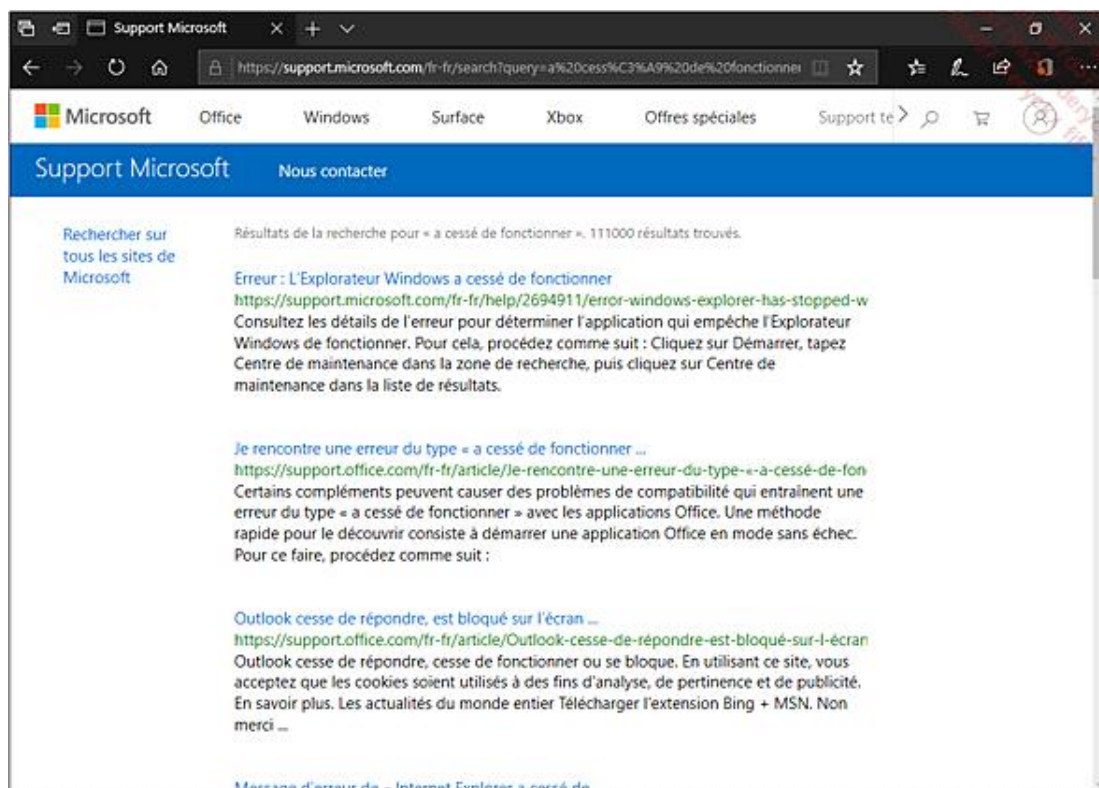 Support Microsoft
https://support.microsoft.com/fr-fr/search?query=a%20cess%C3%A9%20de%20fonctionner
Microsoft Office Windows Surface Xbox Offres spéciales Support te
Support Microsoft Nous contacter
Rechercher sur
tous les sites de
Microsoft
Résultats de la recherche pour « a cessé de fonctionner ». 111000 résultats trouvés.
Erreur : L'Explorateur Windows a cessé de fonctionner
https://support.microsoft.com/fr-fr/help/2694911/error-windows-explorer-has-stopped-w
Consultez les détails de l'erreur pour déterminer l'application qui empêche l'Explorateur
Windows de fonctionner. Pour cela, procédez comme suit : Cliquez sur Démarrer, tapez
Centre de maintenance dans la zone de recherche, puis cliquez sur Centre de
maintenance dans la liste de résultats.
Je rencontre une erreur du type « a cessé de fonctionner ...
https://support.office.com/fr-fr/article/Je-rencontre-une-erreur-du-type-«-a-cessé-de-fon
Certains compléments peuvent causer des problèmes de compatibilité qui entraînent une
erreur du type « a cessé de fonctionner » avec les applications Office. Une méthode
rapide pour le découvrir consiste à démarrer une application Office en mode sans échec.
Pour ce faire, procédez comme suit :
Outlook cesse de répondre, est bloqué sur l'écran ...
https://support.office.com/fr-fr/article/Outlook-cesse-de-répondre-est-bloqué-sur-l-écran
Outlook cesse de répondre, cesse de fonctionner ou se bloque. En utilisant ce site, vous
acceptez que les cookies soient utilisés à des fins d'analyse, de pertinence et de publicité.
En savoir plus. Les actualités du monde entier Télécharger l'extension Bing + MSN. Non
merci ...
Message d'erreur de « Internet Explorer a cessé de